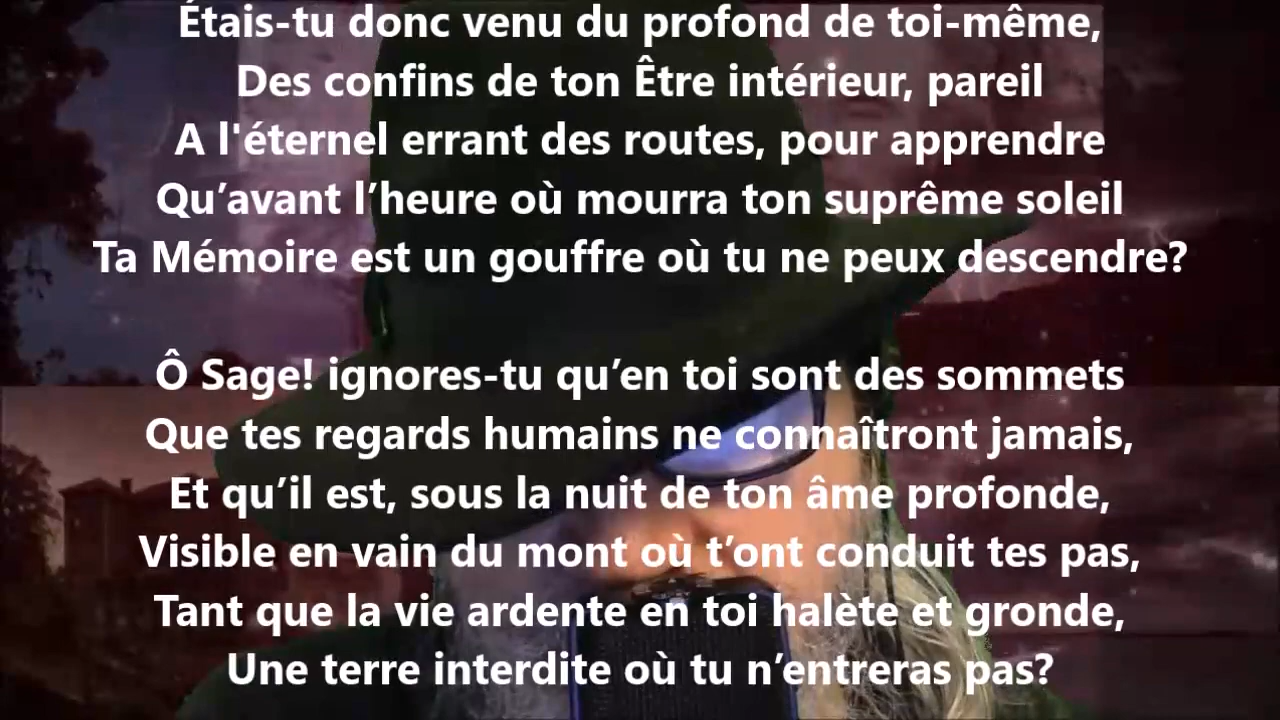 Étais-tu donc venu du profond de toi-même,
Des confins de ton Être intérieur, pareil
A l'éternel errant des routes, pour apprendre
Qu’avant l’heure où mourra ton suprême soleil
Ta Mémoire est un gouffre où tu ne peux descendre?
Ô Sage! ignores-tu qu’en toi sont des sommets
Que tes regards humains ne connaîtront jamais,
Et qu’il est, sous la nuit de ton âme profonde,
Visible en vain du mont où t’ont conduit tes pas,
Tant que la vie ardente en toi halète et gronde,
Une terre interdite où tu n’entreras pas?